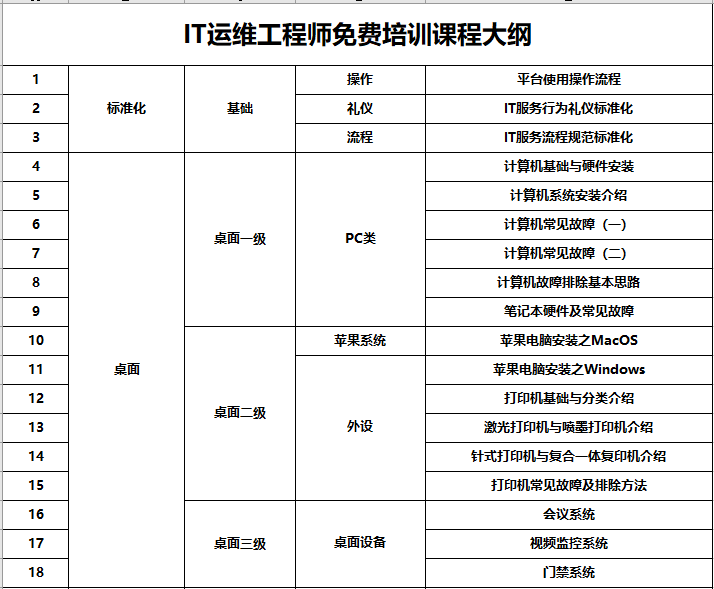 IT运维工程师免费培训课程大纲
1 标准化 基础 操作 平台使用操作流程
2 礼仪 IT服务行为礼仪标准化
3 流程 IT服务流程规范标准化
4 桌面 桌面一级 PC类 计算机基础与硬件安装
5 计算机系统安装介绍
6 计算机常见故障（一）
7 计算机常见故障（二）
8 计算机故障排除基本思路
9 笔记本硬件及常见故障
10 桌面二级 苹果系统 苹果电脑安装之MacOS
11 外设 苹果电脑安装之Windows
12 打印机基础与分类介绍
13 激光打印机与喷墨打印机介绍
14 针式打印机与复合一体复印机介绍
15 打印机常见故障及排除方法
16 桌面三级 桌面设备 会议系统
17 视频监控系统
18 门禁系统